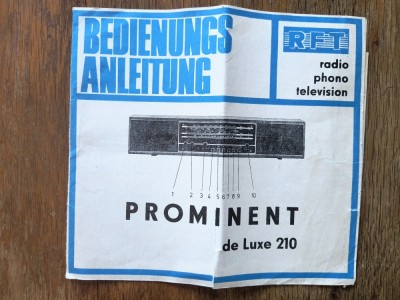 BEDIENUNGS
ANLEITUNG
RFT
radio
phono
television
1 2 3 4 5 6 7 8 9 10
PROMINENT
de Luxe 210